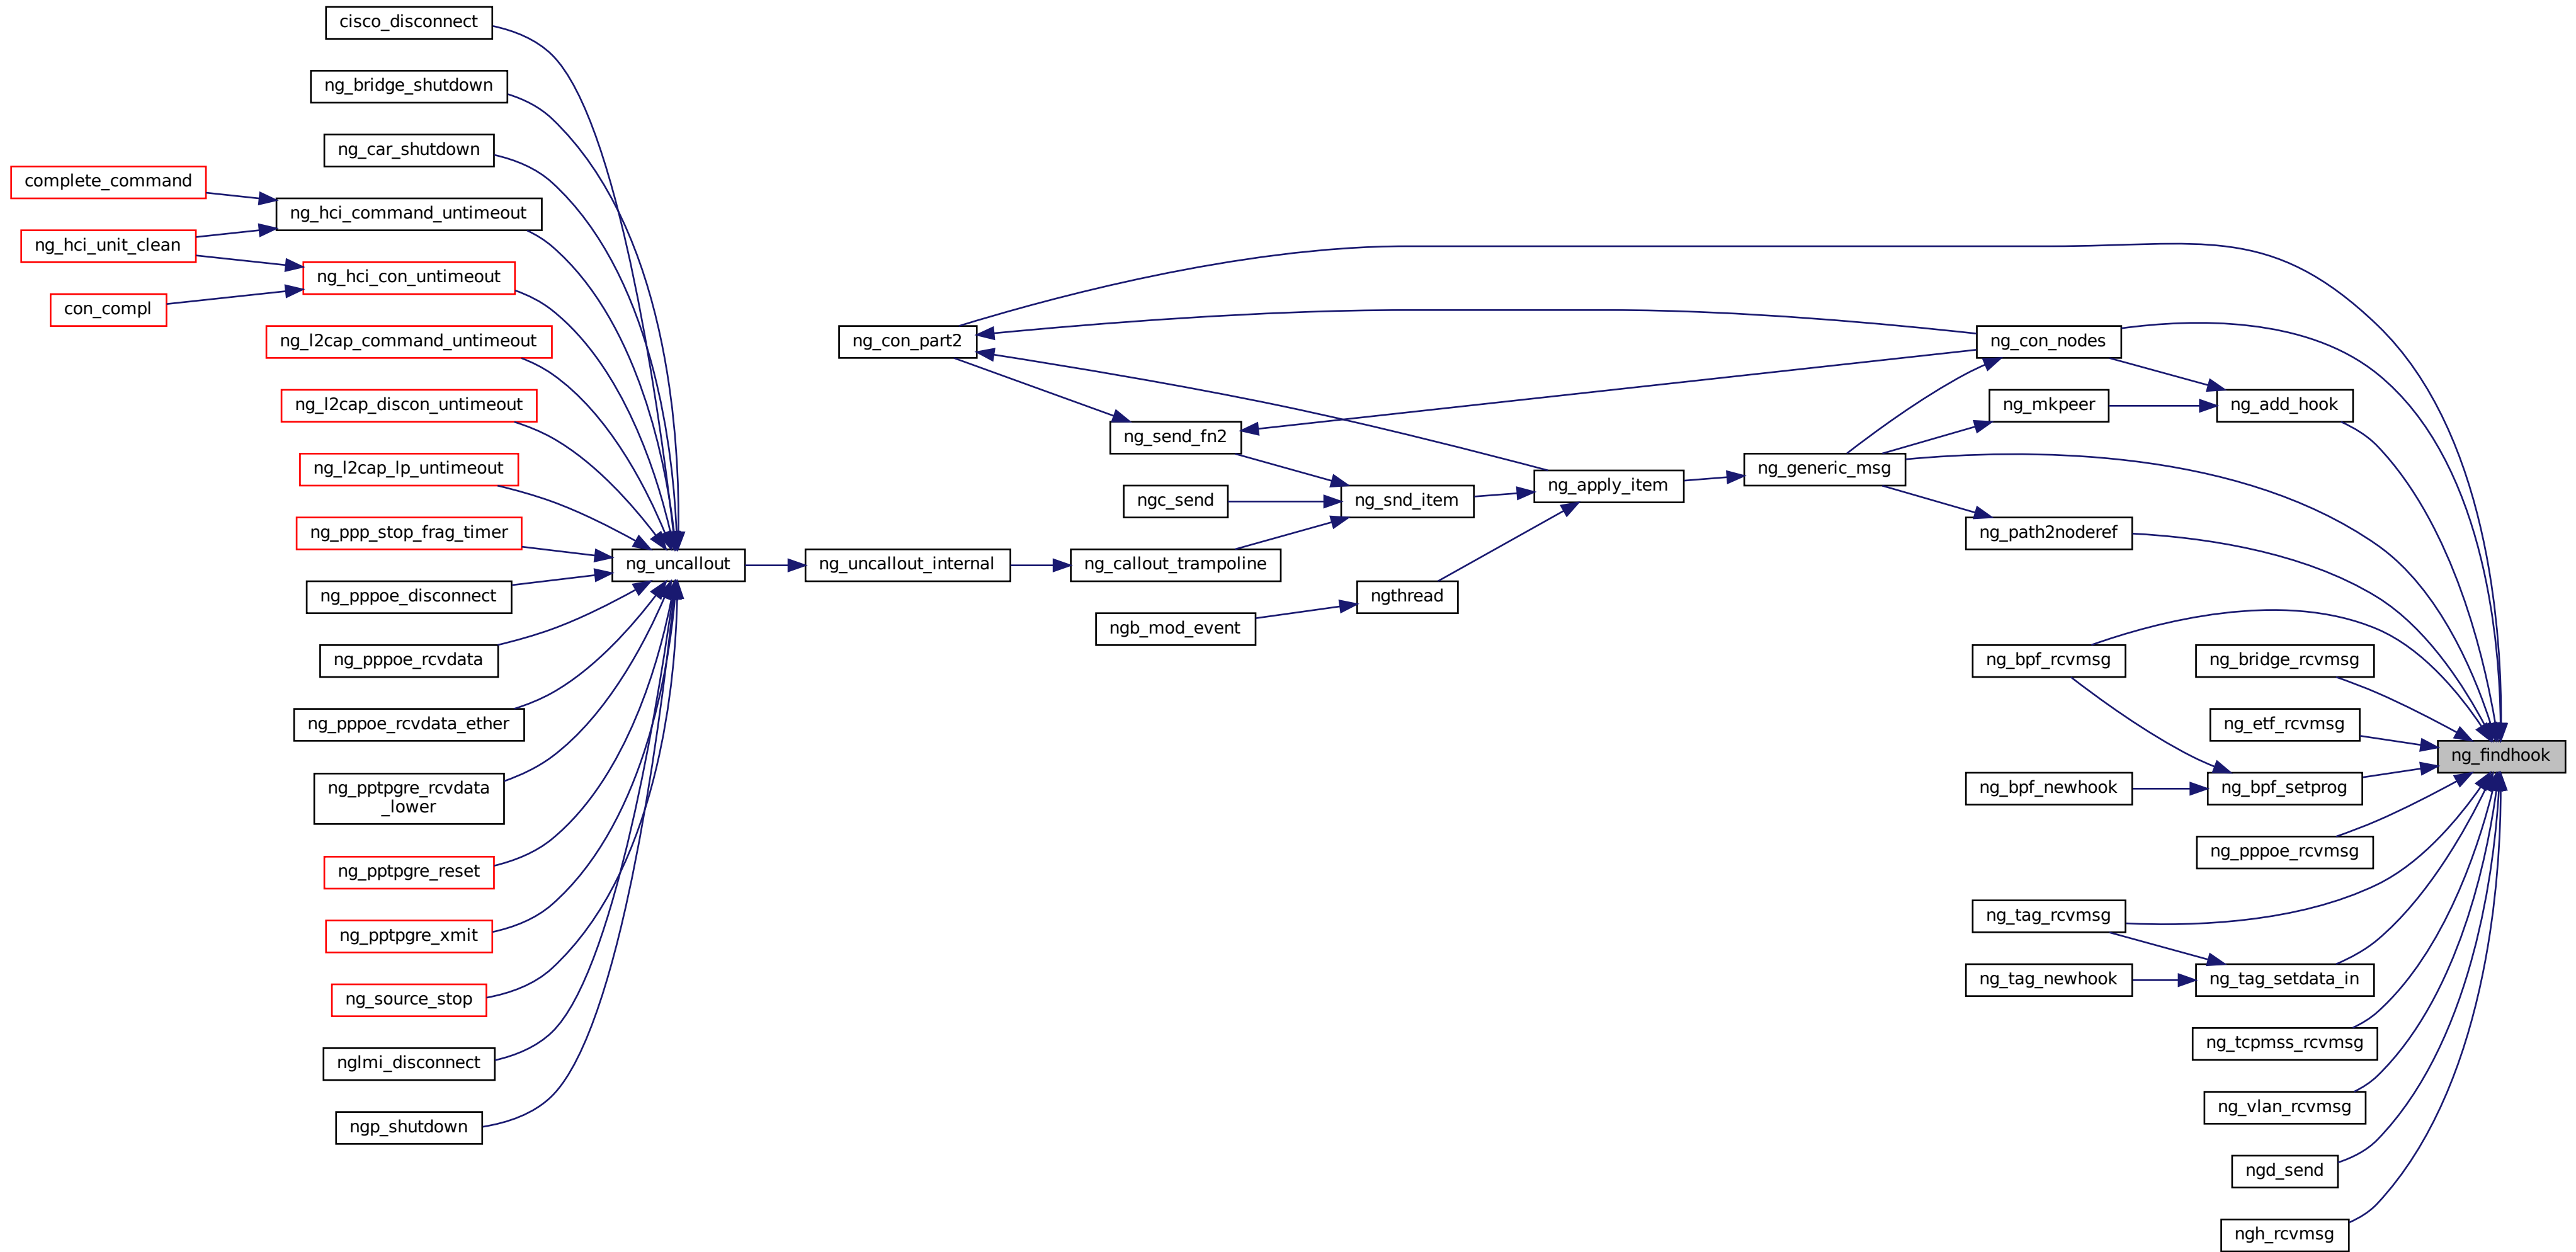 cisco_disconnect
ng_bridge_shutdown
ng_car_shutdown
complete_command
ng_hci_command_untimeout
ng_hci_unit_clean
ng_hci_con_untimeout
con_compl
ng_l2cap_command_untimeout
ng_l2cap_discon_untimeout
ng_l2cap_lp_untimeout
ng_ppp_stop_frag_timer
ng_uncallout
ng_pppoe_disconnect
ng_pppoe_rcvdata
ng_pppoe_rcvdata_ether
ng_pptpgre_rcvdata
_lower
ng_pptpgre_reset
ng_pptpgre_xmit
ng_source_stop
nglmi_disconnect
ngp_shutdown
ng_uncallout_internal
ng_con_part2
ng_send_fn2
ngc_send
ng_callout_trampoline
ngb_mod_event
ng_snd_item
ngthread
ng_apply_item
ng_generic_msg
ng_con_nodes
ng_mkpeer
ng_add_hook
ng_path2noderef
ng_bpf_rcvmsg
ng_bridge_rcvmsg
ng_etf_rcvmsg
ng_findhook
ng_bpf_newhook
ng_bpf_setprog
ng_pppoe_rcvmsg
ng_tag_rcvmsg
ng_tag_newhook
ng_tag_setdata_in
ng_tcpmss_rcvmsg
ng_vlan_rcvmsg
ngd_send
ngh_rcvmsg